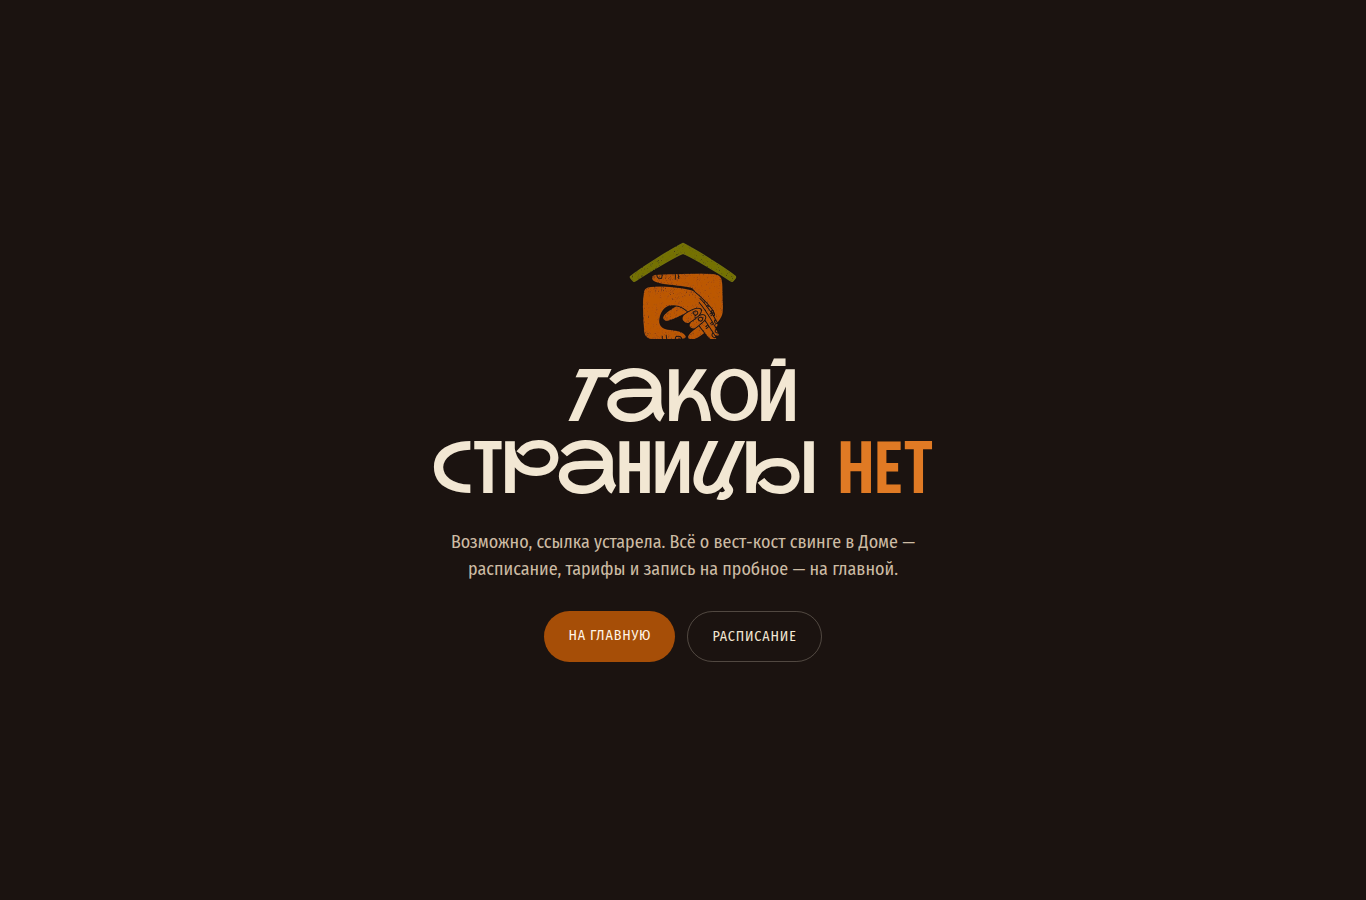 ТАКОЙ
СТРАНИЦЫ НЕТ
Возможно, ссылка устарела. Всё о вест-кост свинге в Доме —
расписание, тарифы и запись на пробное — на главной.
НА ГЛАВНУЮ
РАСПИСАНИЕ